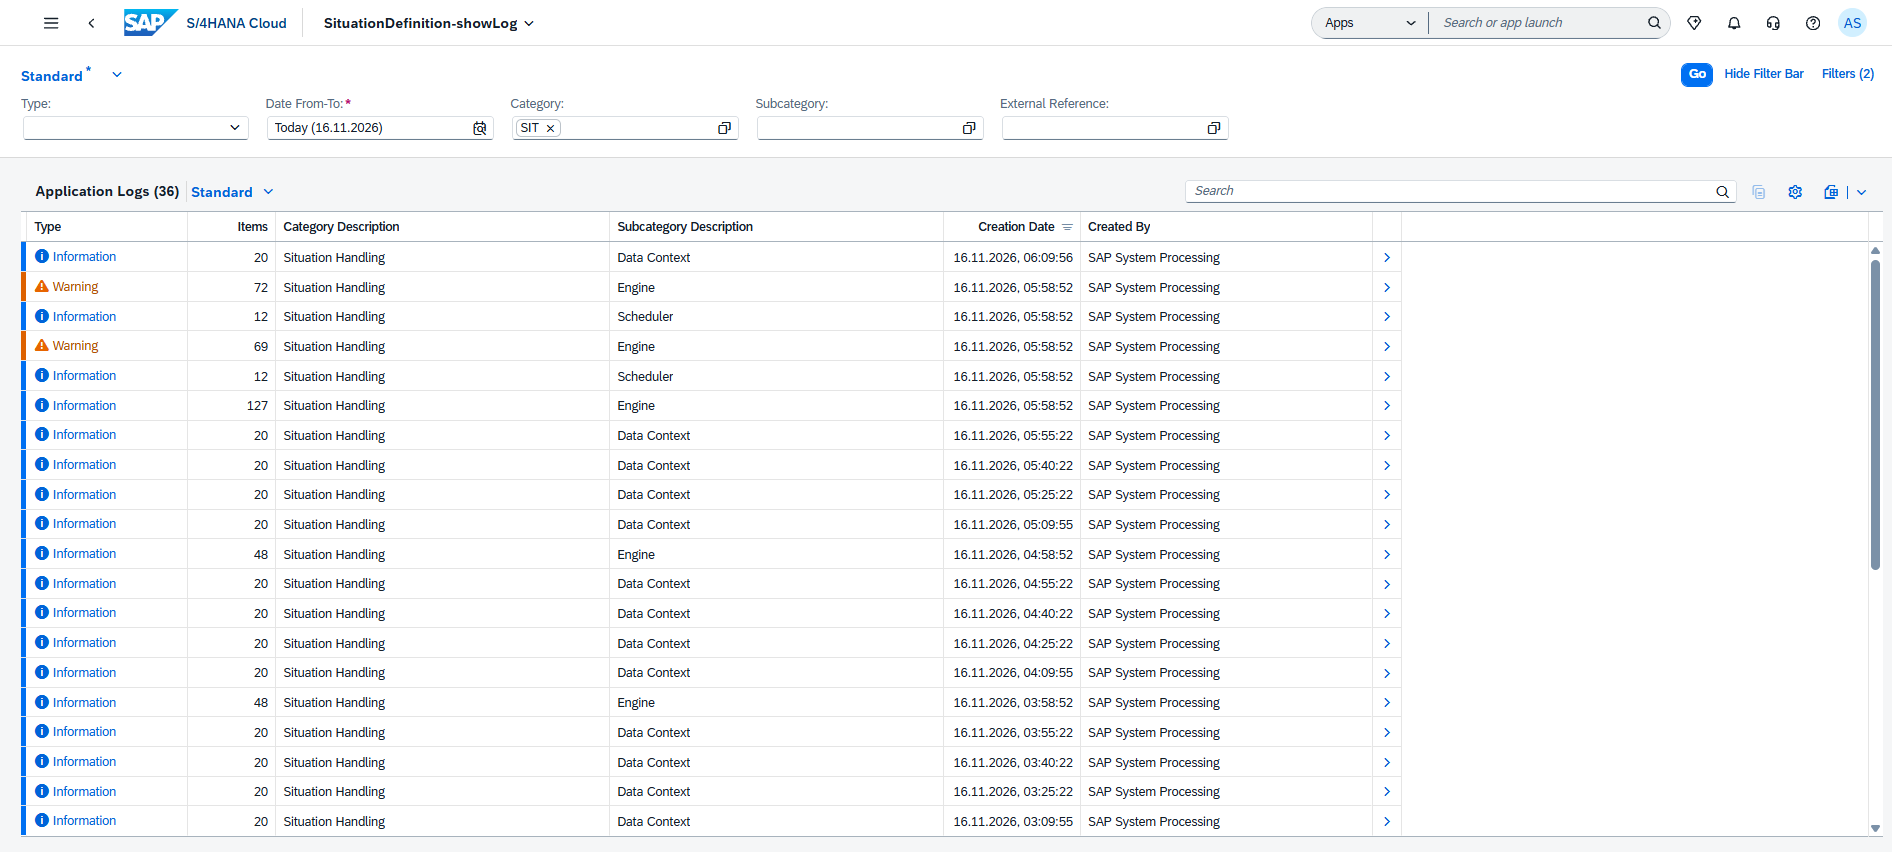 SAP S/4HANA Cloud SituationDefinition-showLog Apps Search or app launch AS
Standard * Go Hide Filter Bar Filters (2)
Type: Date From-To:* Category: Subcategory: External Reference:
Today (16.11.2026) SIT
Application Logs (36) Standard Search
Type Items Category Description Subcategory Description Creation Date Created By
Information 20 Situation Handling Data Context 16.11.2026, 06:09:56 SAP System Processing
Warning 72 Situation Handling Engine 16.11.2026, 05:58:52 SAP System Processing
Information 12 Situation Handling Scheduler 16.11.2026, 05:58:52 SAP System Processing
Warning 69 Situation Handling Engine 16.11.2026, 05:58:52 SAP System Processing
Information 12 Situation Handling Scheduler 16.11.2026, 05:58:52 SAP System Processing
Information 127 Situation Handling Engine 16.11.2026, 05:58:52 SAP System Processing
Information 20 Situation Handling Data Context 16.11.2026, 05:55:22 SAP System Processing
Information 20 Situation Handling Data Context 16.11.2026, 05:40:22 SAP System Processing
Information 20 Situation Handling Data Context 16.11.2026, 05:25:22 SAP System Processing
Information 20 Situation Handling Data Context 16.11.2026, 05:09:55 SAP System Processing
Information 48 Situation Handling Engine 16.11.2026, 04:58:52 SAP System Processing
Information 20 Situation Handling Data Context 16.11.2026, 04:55:22 SAP System Processing
Information 20 Situation Handling Data Context 16.11.2026, 04:40:22 SAP System Processing
Information 20 Situation Handling Data Context 16.11.2026, 04:25:22 SAP System Processing
Information 20 Situation Handling Data Context 16.11.2026, 04:09:55 SAP System Processing
Information 48 Situation Handling Engine 16.11.2026, 03:58:52 SAP System Processing
Information 20 Situation Handling Data Context 16.11.2026, 03:55:22 SAP System Processing
Information 20 Situation Handling Data Context 16.11.2026, 03:40:22 SAP System Processing
Information 20 Situation Handling Data Context 16.11.2026, 03:25:22 SAP System Processing
Information 20 Situation Handling Data Context 16.11.2026, 03:09:55 SAP System Processing